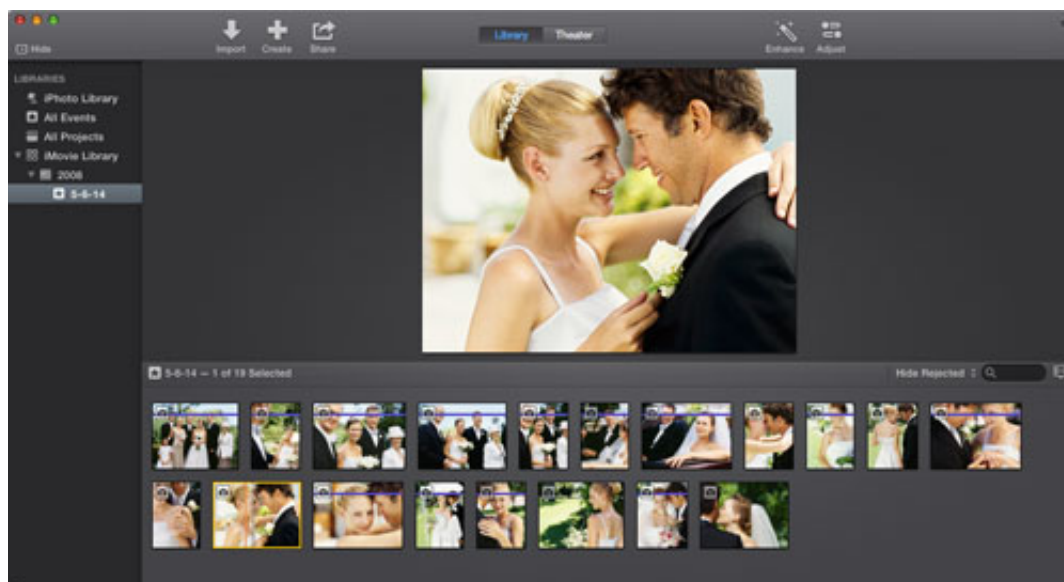 Hide
Import
Create
Share
Library
Theater
Enhance
Adjust
LIBRARIES
iPhoto Library
All Events
All Projects
iMovie Library
2008
5-6-14
5-6-14 — 1 of 19 Selected
Hide Rejected